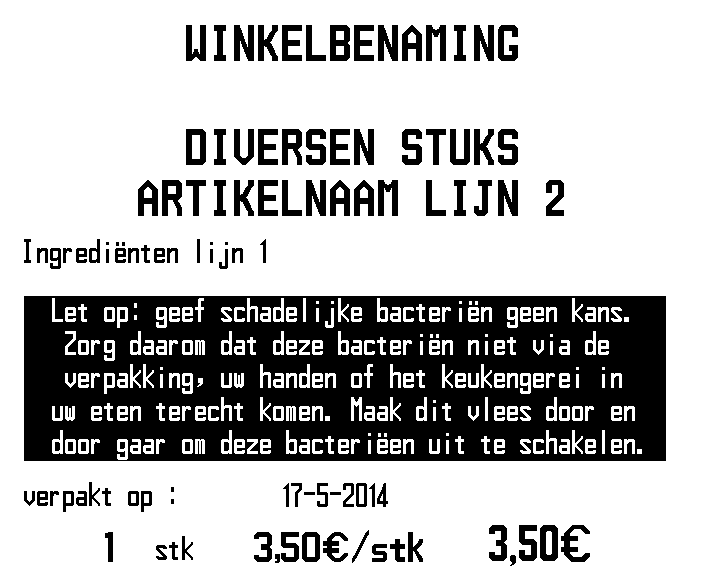 WINKELBENAMING
DIVERSEN STUKS
ARTIKELNAAM LIJN 2
Ingrediënten lijn 1
Let op: geef schadelijke bacteriën geen kans.
Zorg daarom dat deze bacteriën niet via de
verpakking, uw handen of het keukengerei in
uw eten terecht komen. Maak dit vlees door en
door gaar om deze bacteriëen uit te schakelen.
verpakt op : 17-5-2014
1 stk 3,50€/stk 3,50€